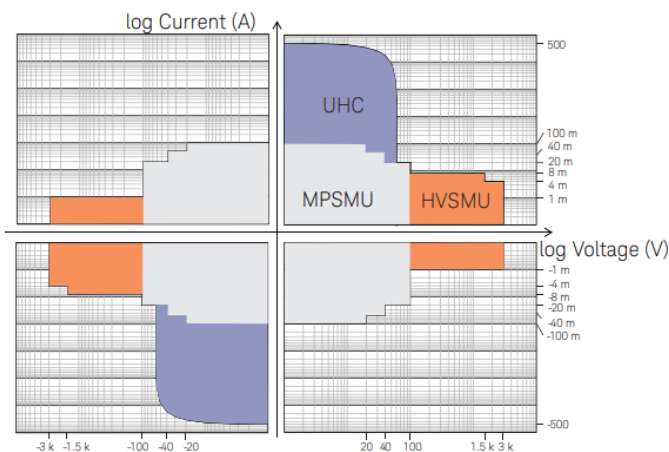 log Current (A)
500
UHC
100 m
40 m
20 m
8 m
4 m
1 m
MPSMU
HVSMU
log Voltage (V)
-1 m
-4 m
-8 m
-20 m
-40 m
-100 m
-500
-3 k -1.5 k -100 -40 -20 20 40 100 1.5 k 3 k